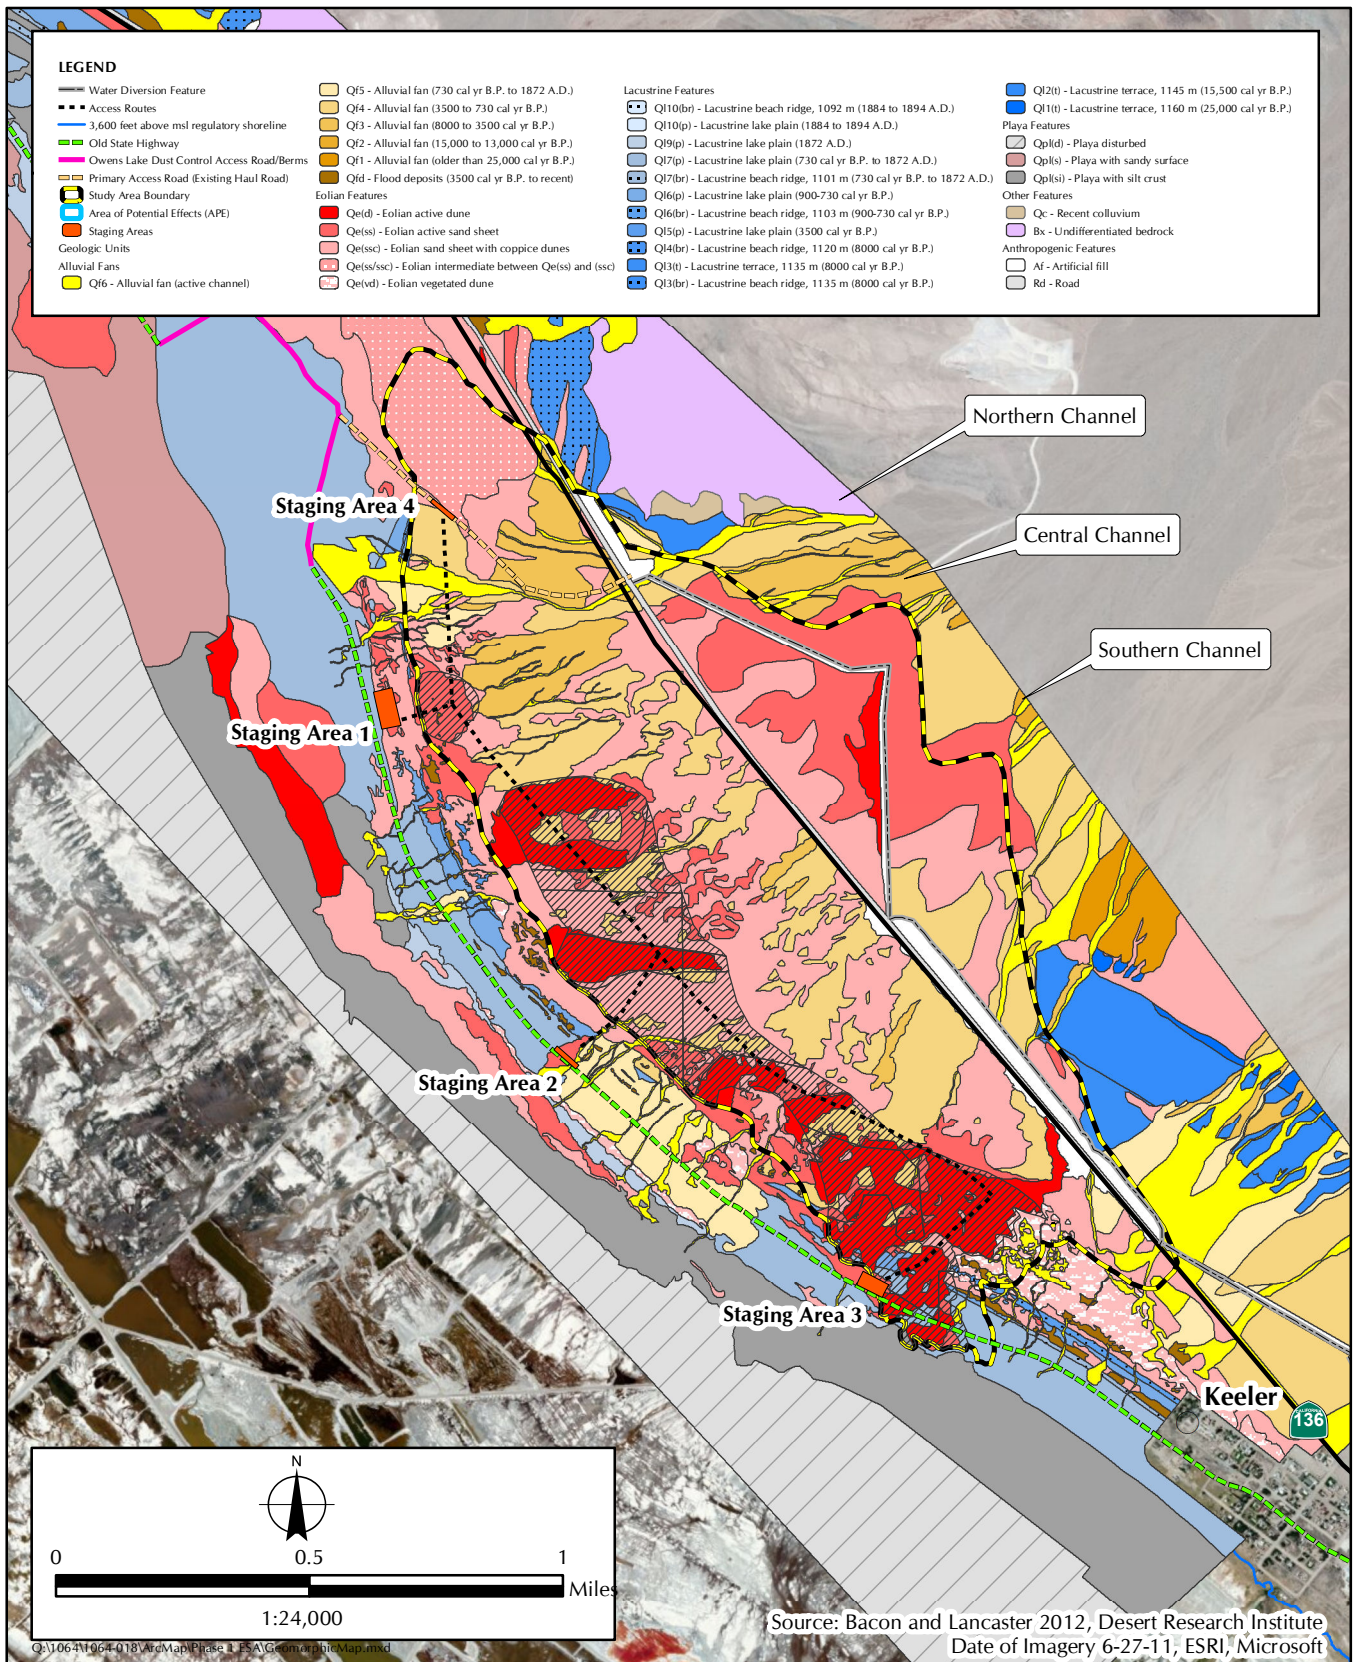 LEGEND
Water Diversion Feature
Access Routes
3,600 feet above msl regulatory shoreline
Old State Highway
Owens Lake Dust Control Access Road/Berms
Primary Access Road (Existing Haul Road)
Study Area Boundary
Area of Potential Effects (APE)
Staging Areas
Geologic Units
Alluvial Fans
Qf6 - Alluvial fan (active channel)
Qf5 - Alluvial fan (730 cal yr B.P. to 1872 A.D.)
Qf4 - Alluvial fan (3500 to 730 cal yr B.P.)
Qf3 - Alluvial fan (8000 to 3500 cal yr B.P.)
Qf2 - Alluvial fan (15,000 to 13,000 cal yr B.P.)
Qf1 - Alluvial fan (older than 25,000 cal yr B.P.)
Qfd - Flood deposits (3500 cal yr B.P. to recent)
Eolian Features
Qe(d) - Eolian active dune
Qe(ss) - Eolian active sand sheet
Qe(ssc) - Eolian sand sheet with coppice dunes
Qe(ss/ssc) - Eolian intermediate between Qe(ss) and (ssc)
Qe(vd) - Eolian vegetated dune
Lacustrine Features
Ql10(br) - Lacustrine beach ridge, 1092 m (1884 to 1894 A.D.)
Ql10(p) - Lacustrine lake plain (1884 to 1894 A.D.)
Ql9(p) - Lacustrine lake plain (1872 A.D.)
Ql7(p) - Lacustrine lake plain (730 cal yr B.P. to 1872 A.D.)
Ql7(br) - Lacustrine beach ridge, 1101 m (730 cal yr B.P. to 1872 A.D.)
Ql6(p) - Lacustrine lake plain (900-730 cal yr B.P.)
Ql6(br) - Lacustrine beach ridge, 1103 m (900-730 cal yr B.P.)
Ql5(p) - Lacustrine lake plain (3500 cal yr B.P.)
Ql4(br) - Lacustrine beach ridge, 1120 m (8000 cal yr B.P.)
Ql3(t) - Lacustrine terrace, 1135 m (8000 cal yr B.P.)
Ql3(br) - Lacustrine beach ridge, 1135 m (8000 cal yr B.P.)
Ql2(t) - Lacustrine terrace, 1145 m (15,500 cal yr B.P.)
Ql1(t) - Lacustrine terrace, 1160 m (25,000 cal yr B.P.)
Playa Features
Qpl(d) - Playa disturbed
Qpl(s) - Playa with sandy surface
Qpl(si) - Playa with silt crust
Other Features
Qc - Recent colluvium
Bx - Undifferentiated bedrock
Anthropogenic Features
Af - Artificial fill
Rd - Road
Northern Channel
Central Channel
Southern Channel
Staging Area 4
Staging Area 1
Staging Area 2
Staging Area 3
Keeler
CALIFORNIA
136
N
0 0.5 1
Miles
1:24,000
Q:\1064\1064-018\ArcMap\Phase 1 ESA\GeomorphicMap.mxd
Source: Bacon and Lancaster 2012, Desert Research Institute
Date of Imagery 6-27-11, ESRI, Microsoft